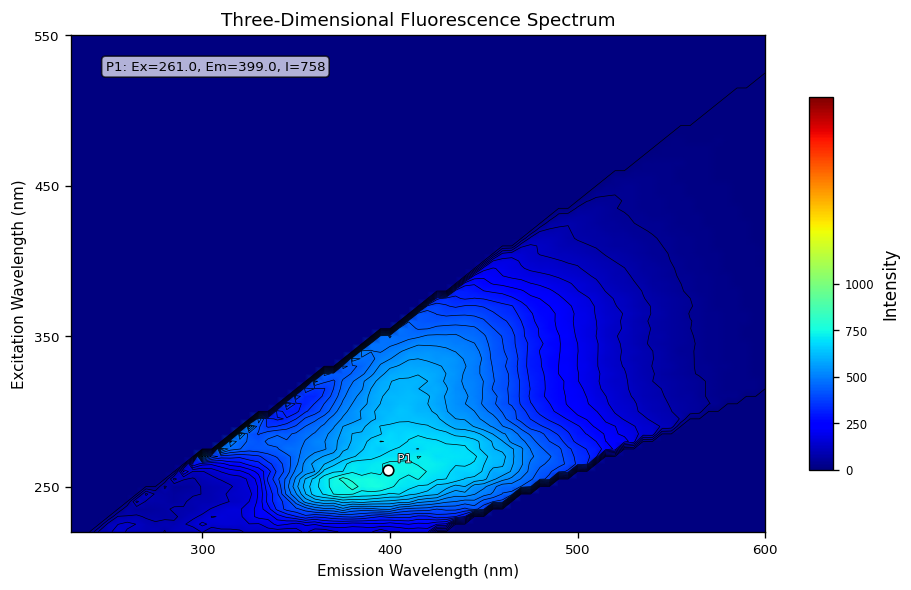 Three-Dimensional Fluorescence Spectrum
P1: Ex=261.0, Em=399.0, I=758
550
450
350
250
Excitation Wavelength (nm)
P1
300
400
500
600
Emission Wavelength (nm)
1000
750
500
250
0
Intensity